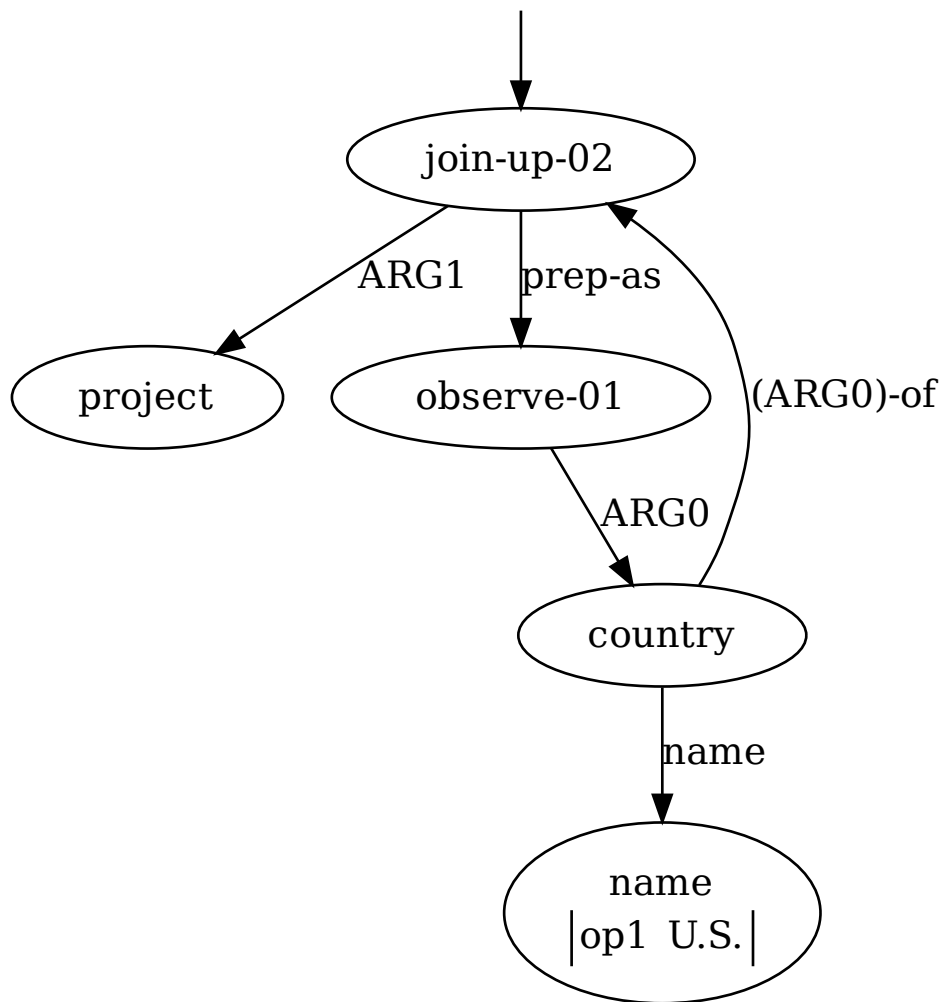 join-up-02
ARG1
prep-as
project
observe-01
(ARG0)-of
ARG0
country
name
name
|op1 U.S.|